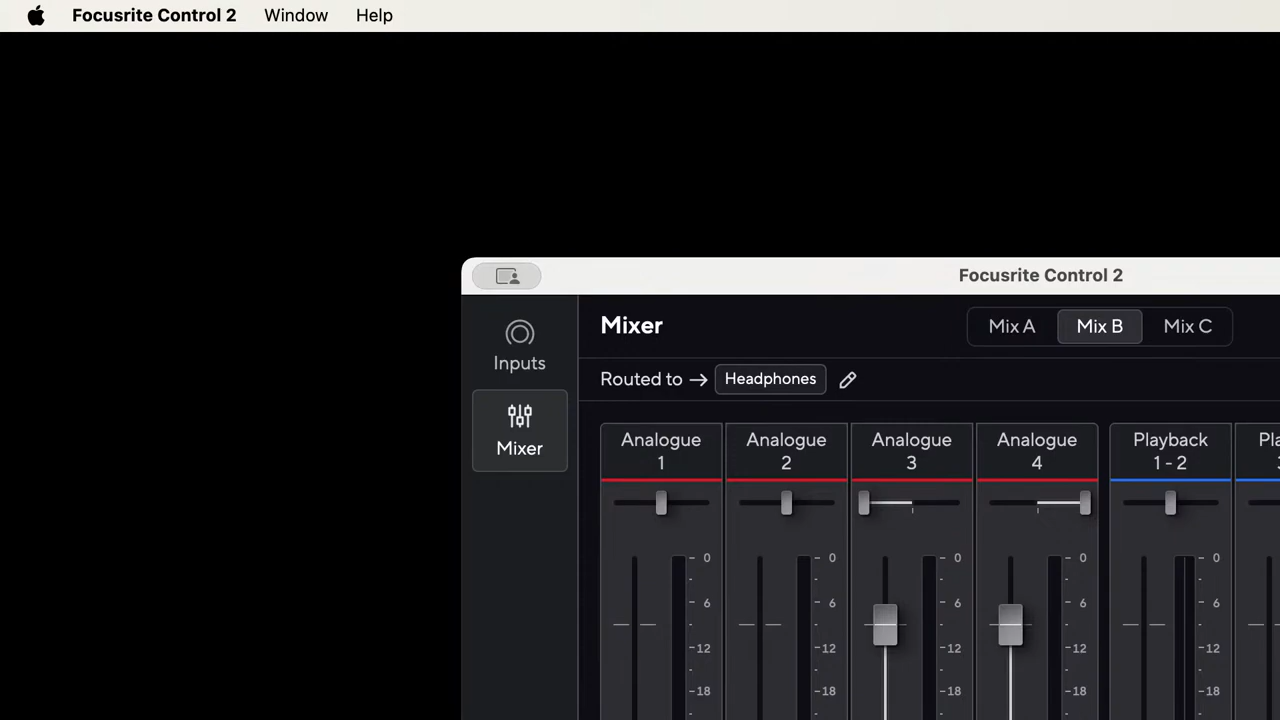 Focusrite Control 2 Window Help
Focusrite Control 2
Inputs
Mixer
Mixer
Mix A Mix B Mix C
Routed to → Headphones
Analogue 1
Analogue 2
Analogue 3
Analogue 4
Playback 1 - 2
0 0 0 0 0
6 6 6 6 6
-12 -12 -12 -12 -12
-18 -18 -18 -18 -18